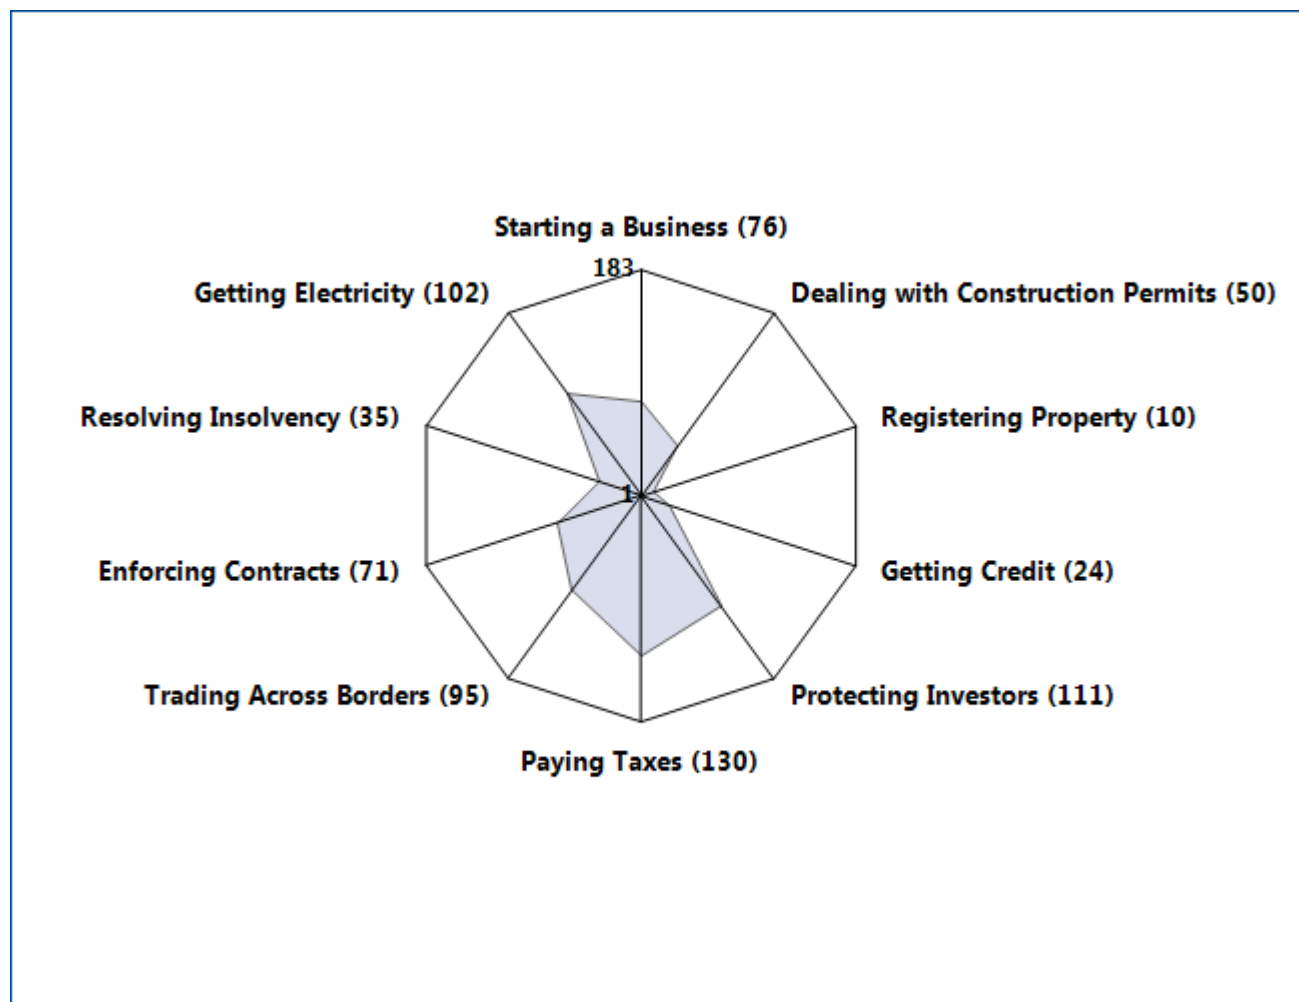 Starting a Business (76)
183
Getting Electricity (102)
Dealing with Construction Permits (50)
Resolving Insolvency (35)
Registering Property (10)
1
Enforcing Contracts (71)
Getting Credit (24)
Trading Across Borders (95)
Protecting Investors (111)
Paying Taxes (130)